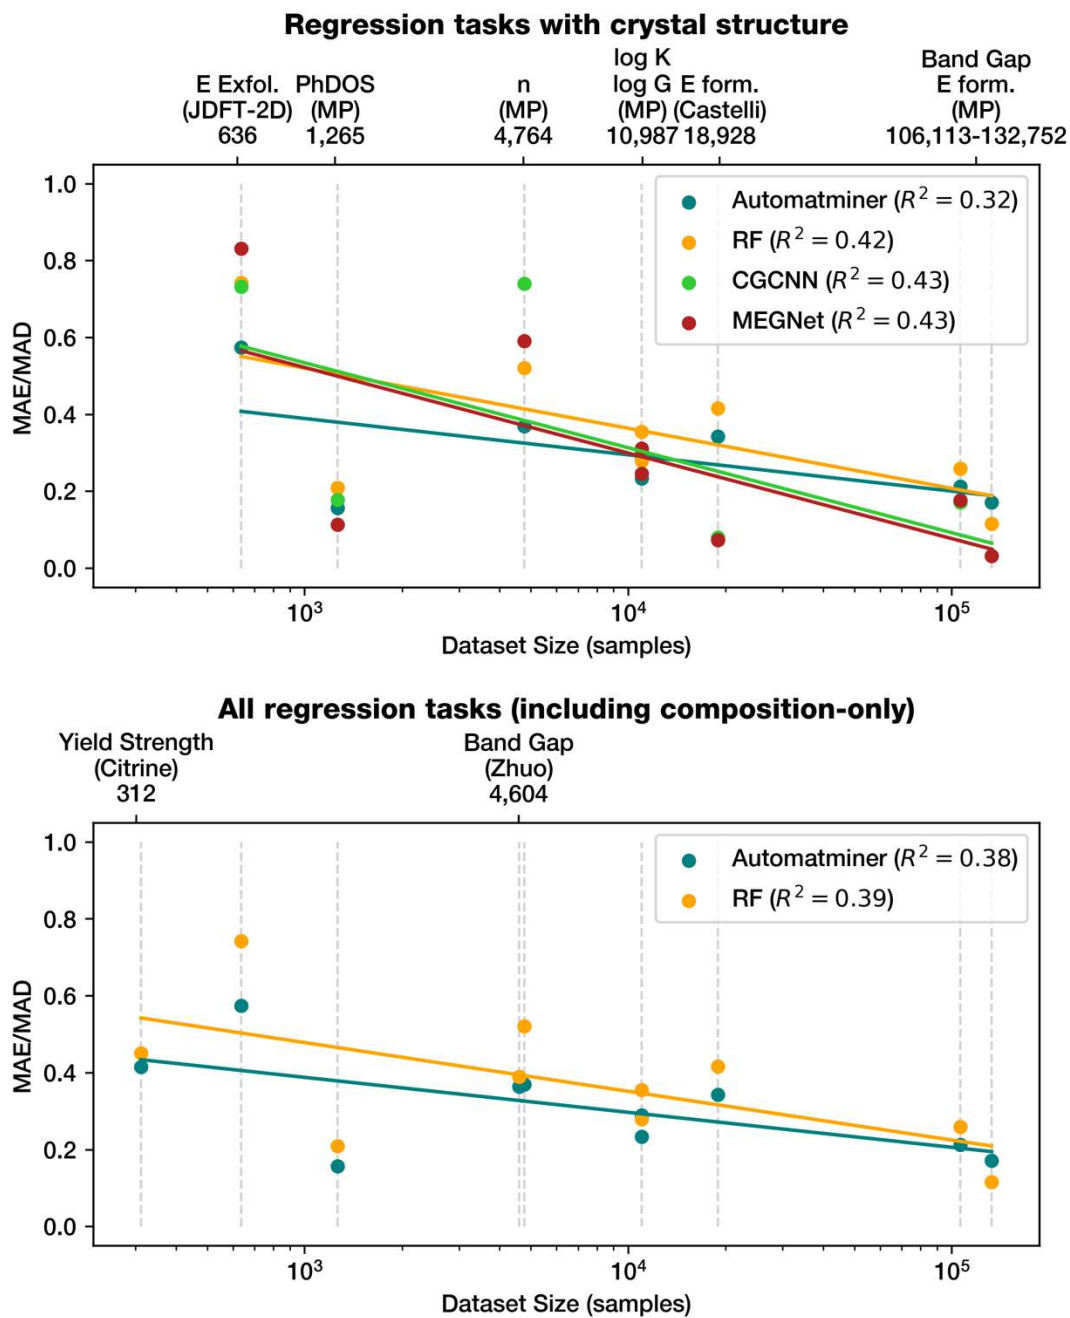 Regression tasks with crystal structure
E Exfol.
(JDFT-2D)
636
PhDOS
(MP)
1,265
n
(MP)
4,764
log K
log G
(MP)
10,987
E form.
(Castelli)
18,928
Band Gap
E form.
(MP)
106,113-132,752
1.0
0.8
0.6
0.4
0.2
0.0
MAE/MAD
Automatminer (R² = 0.32)
RF (R² = 0.42)
CGCNN (R² = 0.43)
MEGNet (R² = 0.43)
10³
10⁴
10⁵
Dataset Size (samples)
All regression tasks (including composition-only)
Yield Strength
(Citrine)
312
Band Gap
(Zhuo)
4,604
1.0
0.8
0.6
0.4
0.2
0.0
MAE/MAD
Automatminer (R² = 0.38)
RF (R² = 0.39)
10³
10⁴
10⁵
Dataset Size (samples)